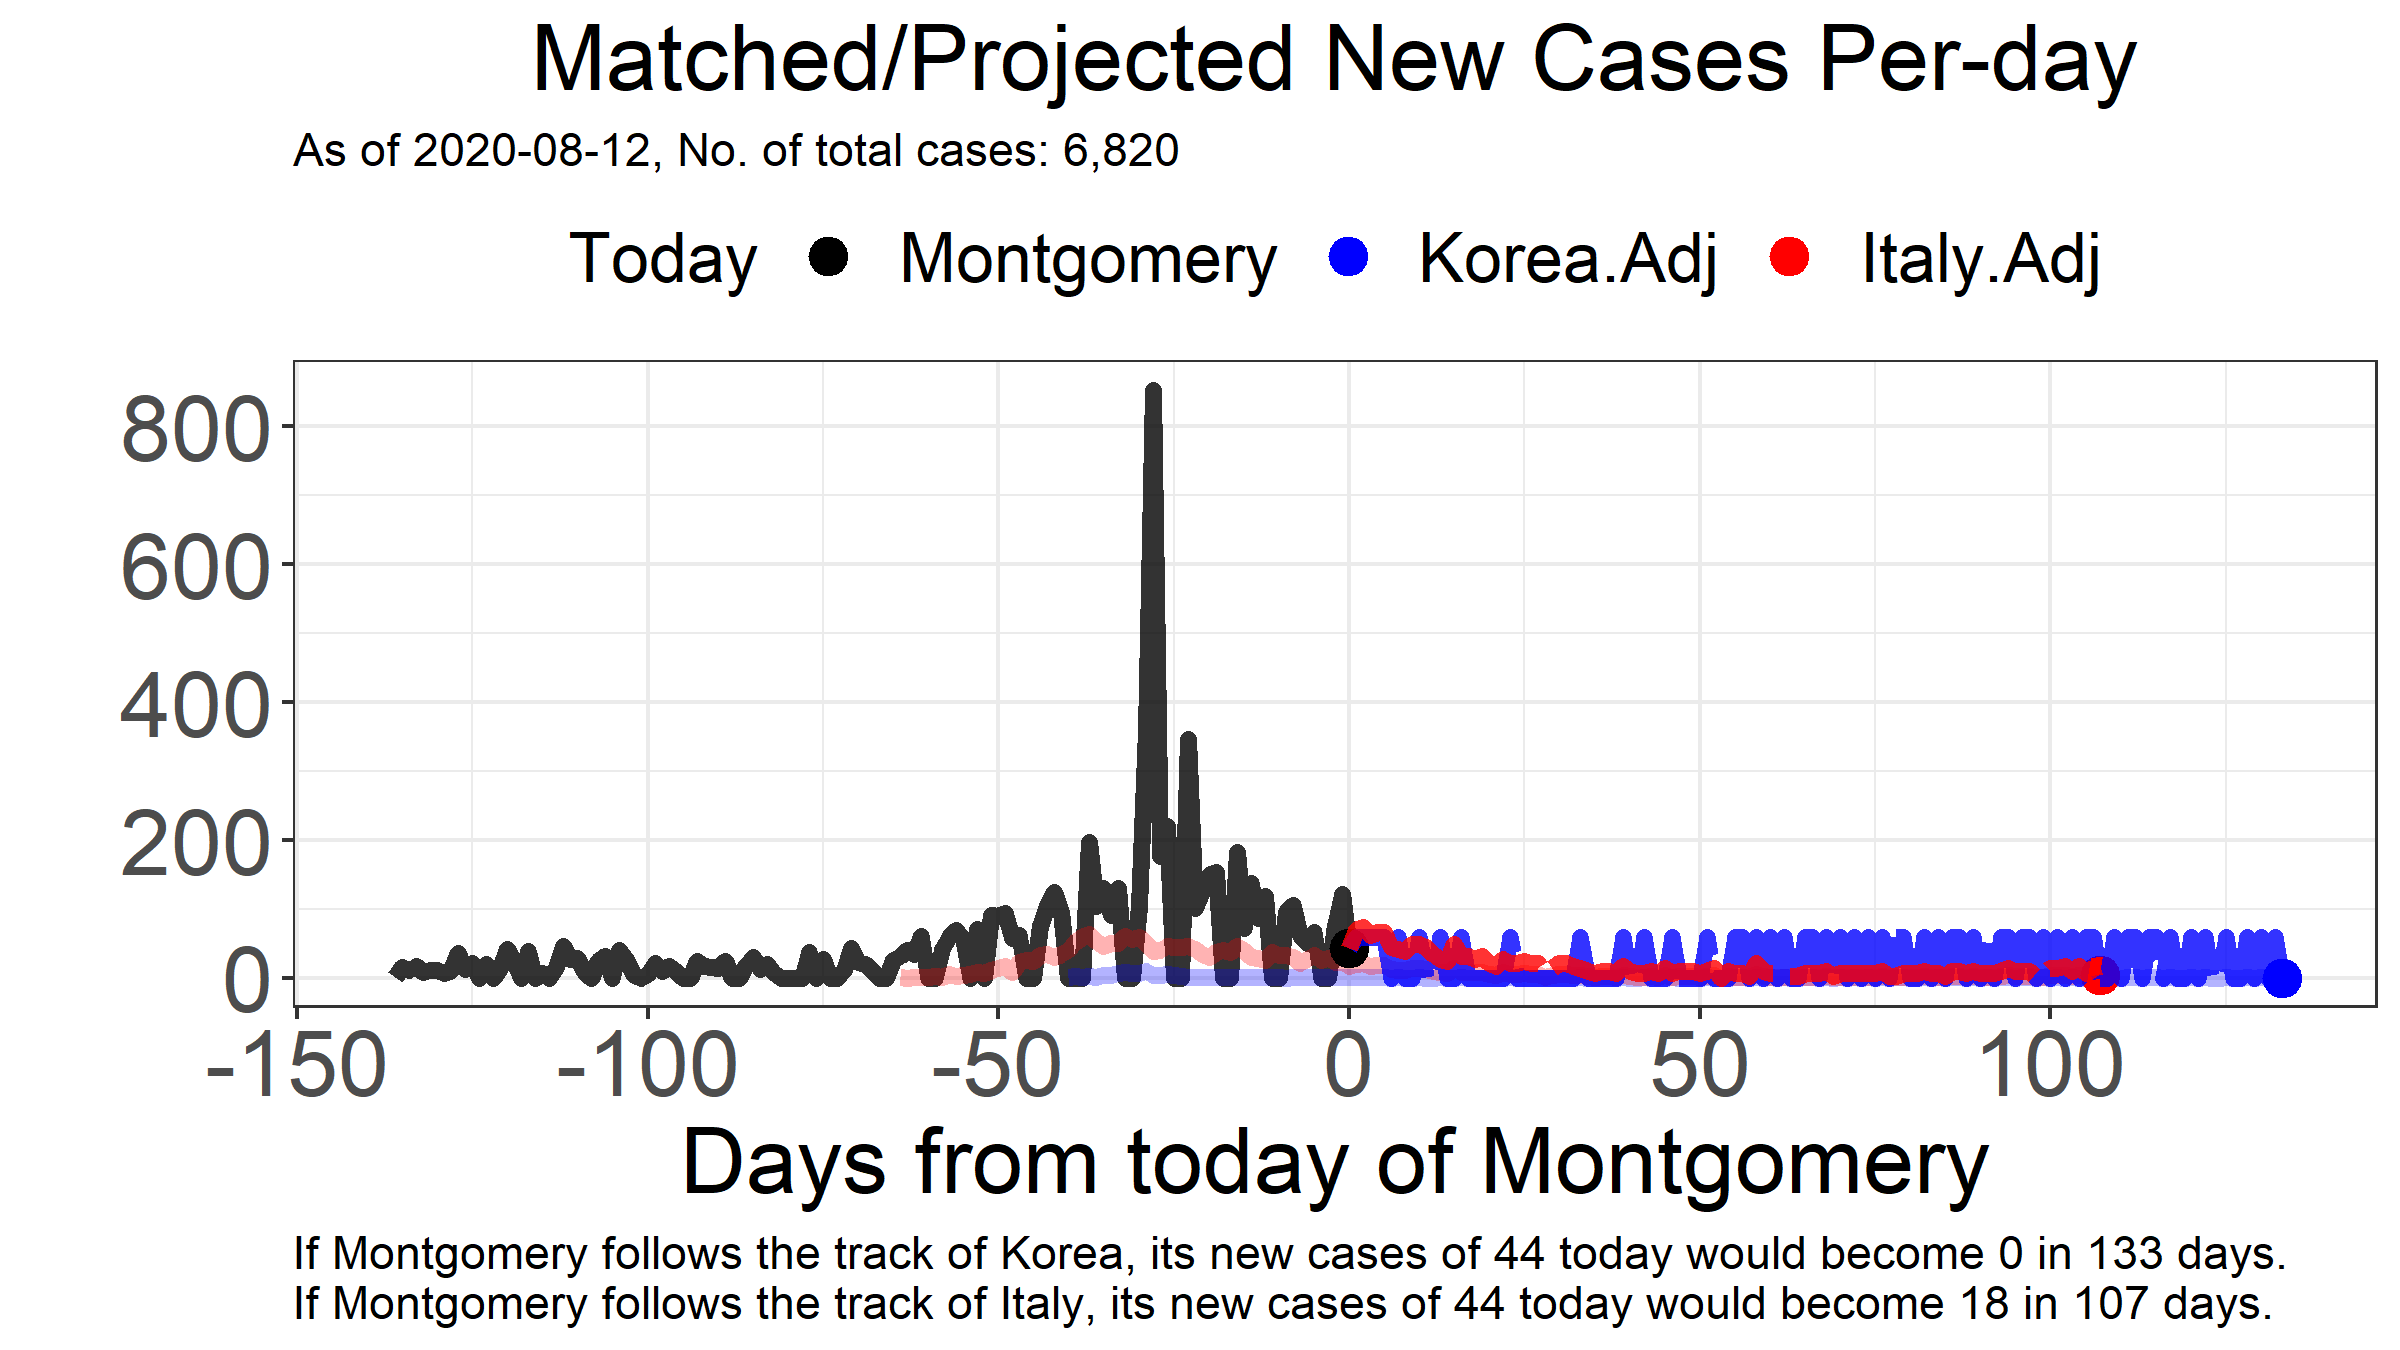 Matched/Projected New Cases Per-day
As of 2020-08-12, No. of total cases: 6,820
Today Montgomery Korea.Adj Italy.Adj
800
600
400
200
0
-150 -100 -50 0 50 100
Days from today of Montgomery
If Montgomery follows the track of Korea, its new cases of 44 today would become 0 in 133 days.
If Montgomery follows the track of Italy, its new cases of 44 today would become 18 in 107 days.